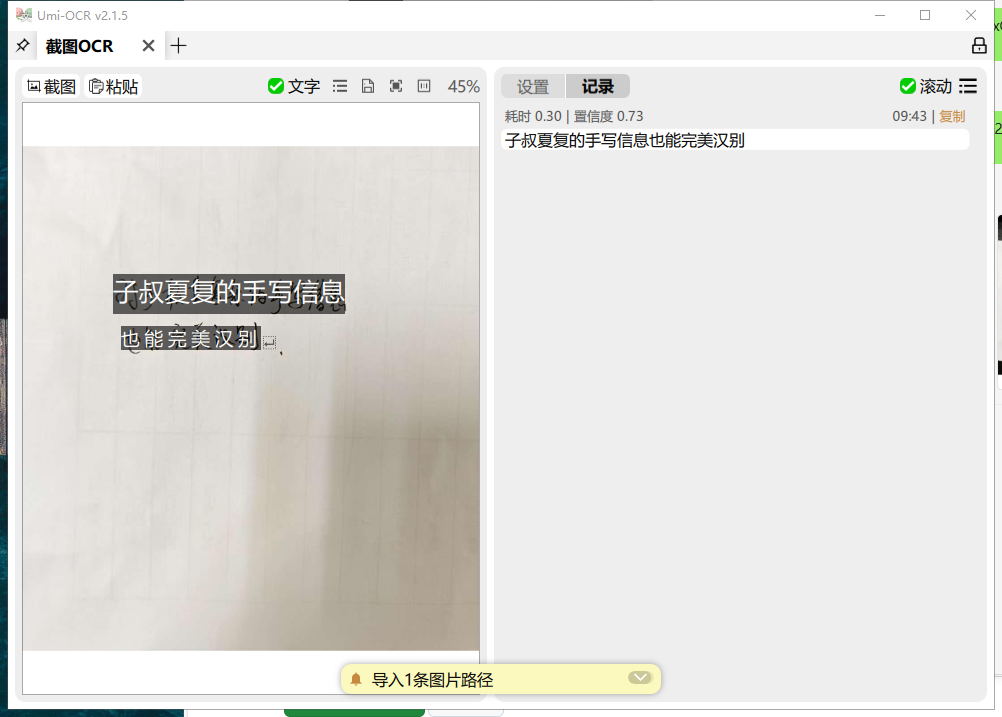 Umi-OCR v2.1.5
截图OCR
截图 粘贴 文字 45%
设置 记录 滚动
耗时 0.30 | 置信度 0.73 09:43 | 复制
子叔夏复的手写信息也能完美汉别
子叔夏复的手写信息
也能完美汉别
导入1条图片路径